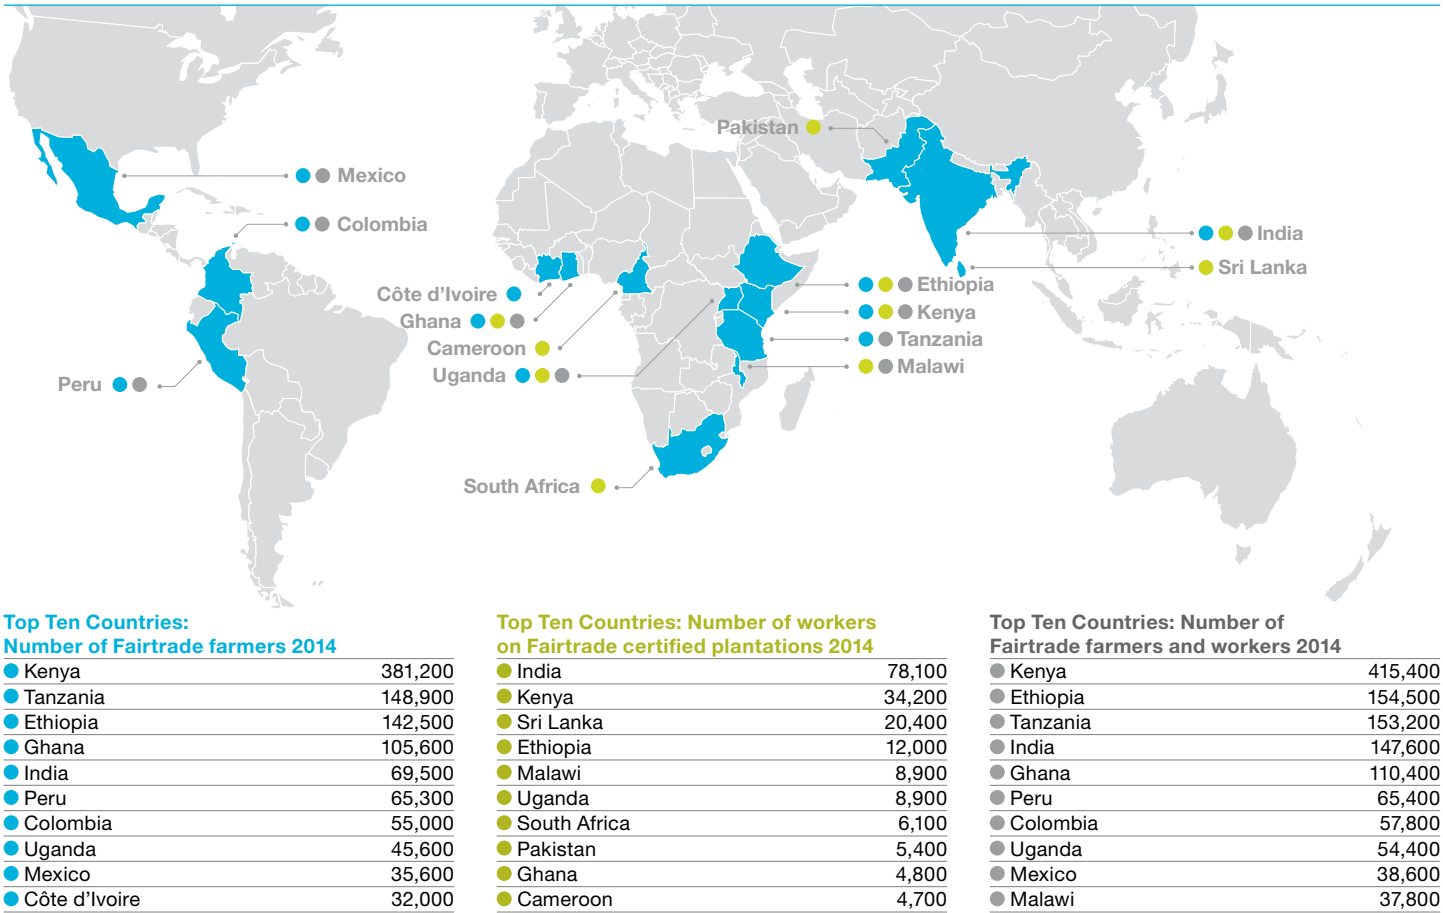 Pakistan
Mexico
Colombia
India
Sri Lanka
Ethiopia
Côte d’Ivoire
Kenya
Ghana
Tanzania
Cameroon
Malawi
Uganda
Peru
South Africa
Top Ten Countries:
Number of Fairtrade farmers 2014
Kenya 381,200
Tanzania 148,900
Ethiopia 142,500
Ghana 105,600
India 69,500
Peru 65,300
Colombia 55,000
Uganda 45,600
Mexico 35,600
Côte d’Ivoire 32,000
Top Ten Countries: Number of workers
on Fairtrade certified plantations 2014
India 78,100
Kenya 34,200
Sri Lanka 20,400
Ethiopia 12,000
Malawi 8,900
Uganda 8,900
South Africa 6,100
Pakistan 5,400
Ghana 4,800
Cameroon 4,700
Top Ten Countries: Number of
Fairtrade farmers and workers 2014
Kenya 415,400
Ethiopia 154,500
Tanzania 153,200
India 147,600
Ghana 110,400
Peru 65,400
Colombia 57,800
Uganda 54,400
Mexico 38,600
Malawi 37,800